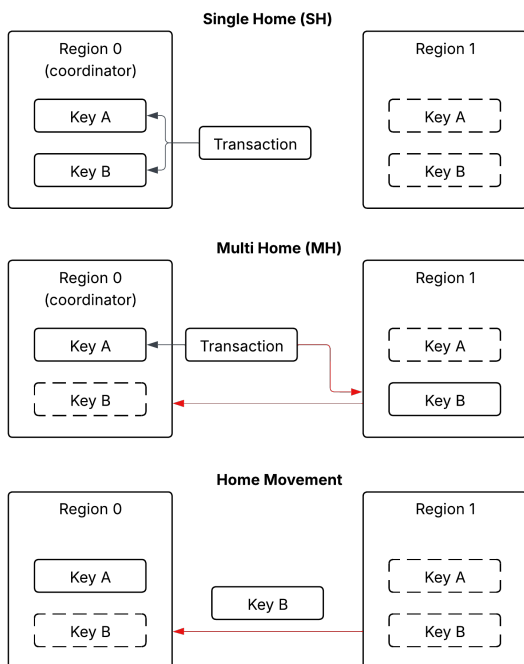 Single Home (SH)
Region 0
(coordinator)
Key A
Key B
Transaction
Region 1
Key A
Key B
Multi Home (MH)
Region 0
(coordinator)
Key A
Key B
Transaction
Region 1
Key A
Key B
Home Movement
Region 0
Key A
Key B
Key B
Region 1
Key A
Key B